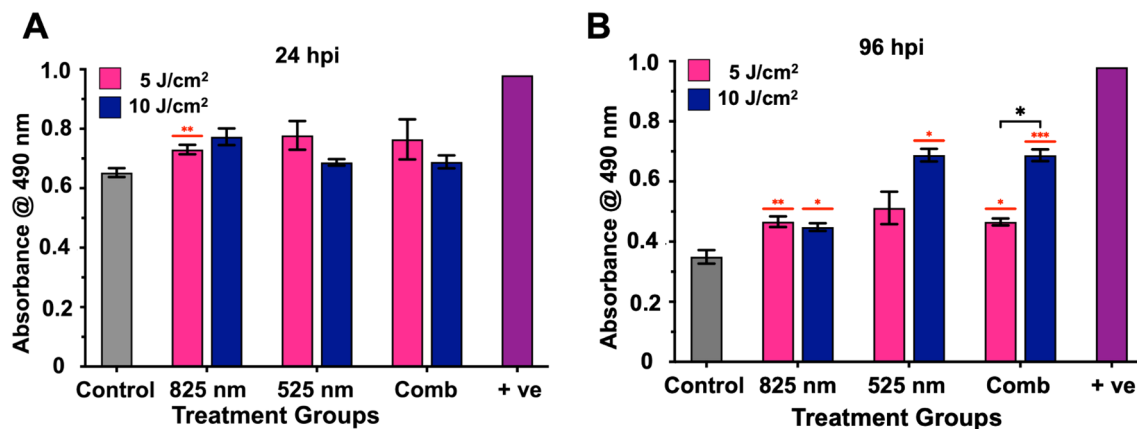 A
24 hpi
5 J/cm²
10 J/cm²
Absorbance @ 490 nm
1.0
0.8
0.6
0.4
0.2
0
**
Control
825 nm
525 nm
Comb
+ ve
Treatment Groups
B
96 hpi
5 J/cm²
10 J/cm²
Absorbance @ 490 nm
1.0
0.8
0.6
0.4
0.2
0
**
*
*
*
*
***
Control
825 nm
525 nm
Comb
+ ve
Treatment Groups